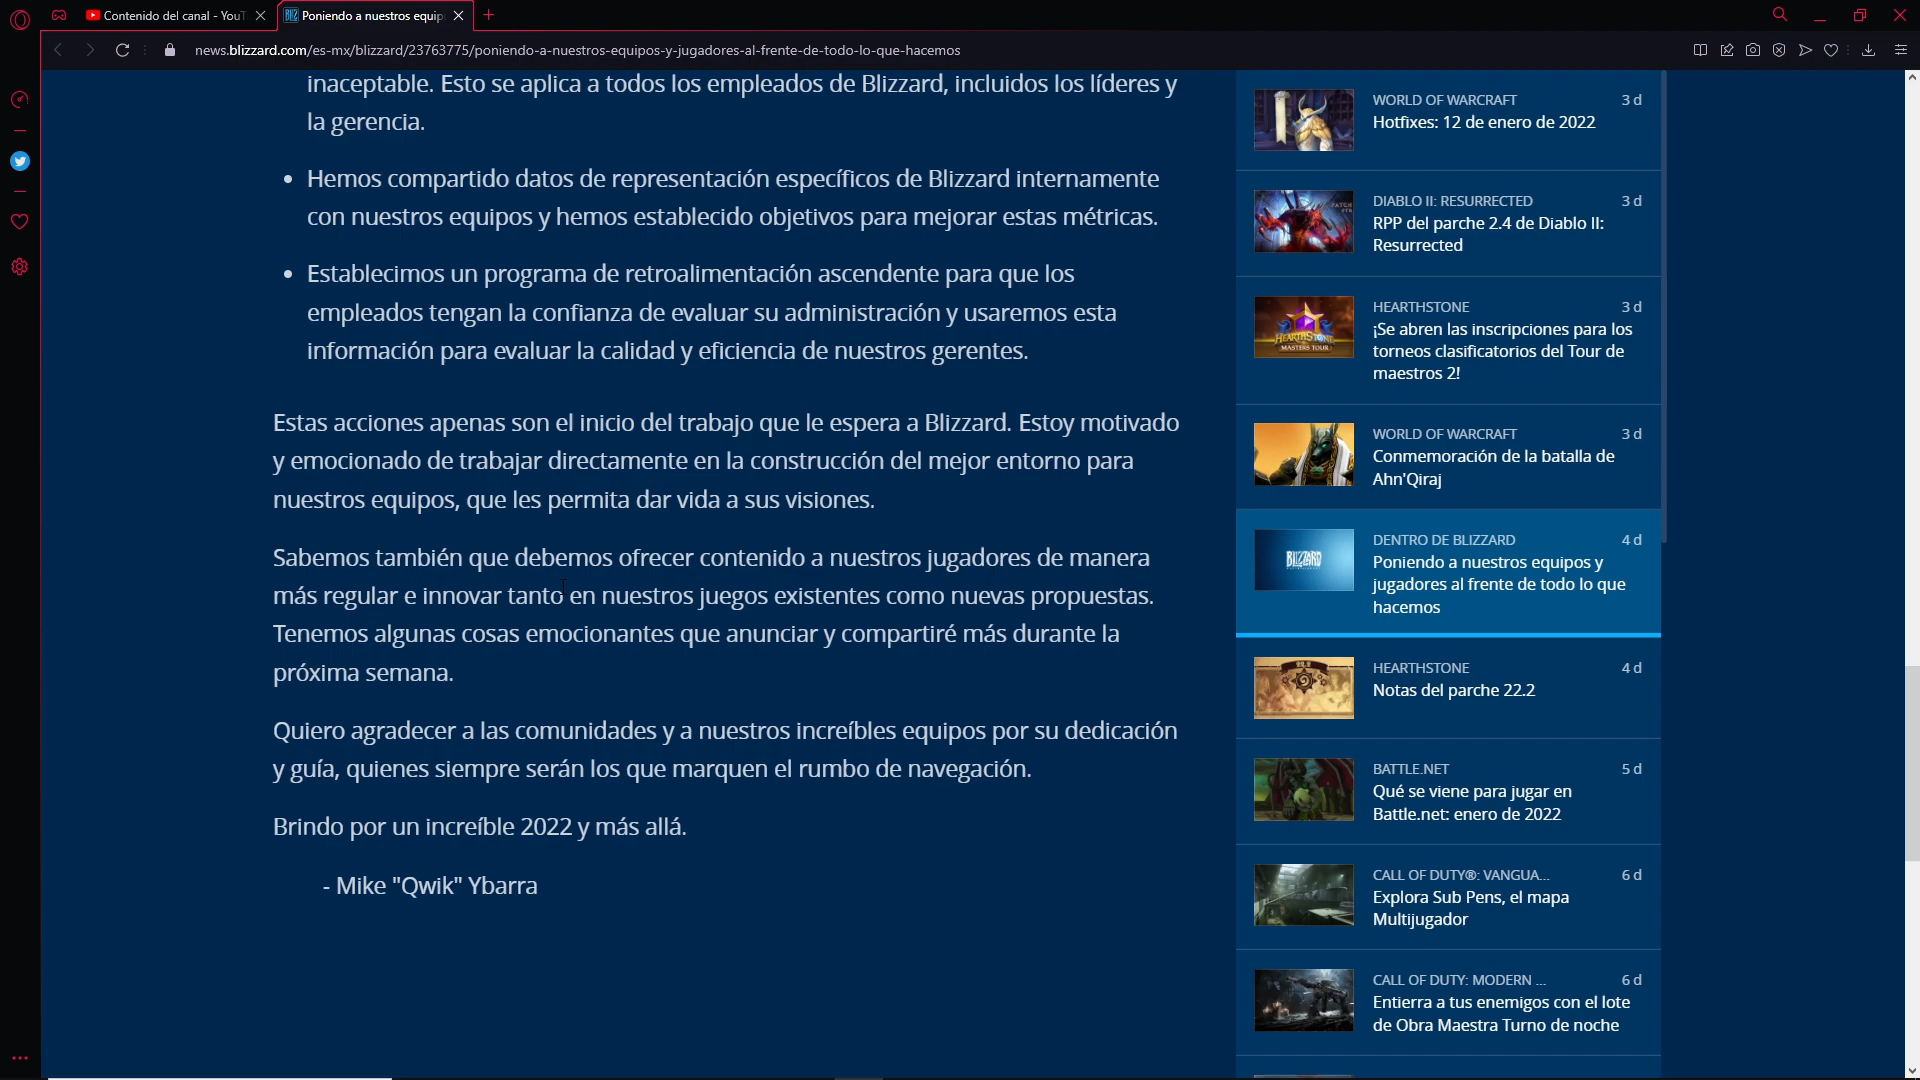 Contenido del canal - YouT
Poniendo a nuestros equip
news.blizzard.com/es-mx/blizzard/23763775/poniendo-a-nuestros-equipos-y-jugadores-al-frente-de-todo-lo-que-hacemos
inaceptable. Esto se aplica a todos los empleados de Blizzard, incluidos los líderes y
la gerencia.
• Hemos compartido datos de representación específicos de Blizzard internamente
con nuestros equipos y hemos establecido objetivos para mejorar estas métricas.
• Establecimos un programa de retroalimentación ascendente para que los
empleados tengan la confianza de evaluar su administración y usaremos esta
información para evaluar la calidad y eficiencia de nuestros gerentes.
Estas acciones apenas son el inicio del trabajo que le espera a Blizzard. Estoy motivado
y emocionado de trabajar directamente en la construcción del mejor entorno para
nuestros equipos, que les permita dar vida a sus visiones.
Sabemos también que debemos ofrecer contenido a nuestros jugadores de manera
más regular e innovar tanto en nuestros juegos existentes como nuevas propuestas.
Tenemos algunas cosas emocionantes que anunciar y compartiré más durante la
próxima semana.
Quiero agradecer a las comunidades y a nuestros increíbles equipos por su dedicación
y guía, quienes siempre serán los que marquen el rumbo de navegación.
Brindo por un increíble 2022 y más allá.
- Mike "Qwik" Ybarra
WORLD OF WARCRAFT 3 d
Hotfixes: 12 de enero de 2022
PATCH
DIABLO II: RESURRECTED 3 d
RPP del parche 2.4 de Diablo II:
Resurrected
HEARTHSTONE
MASTERS TOUR
HEARTHSTONE 3 d
¡Se abren las inscripciones para los
torneos clasificatorios del Tour de
maestros 2!
WORLD OF WARCRAFT 3 d
Conmemoración de la batalla de
Ahn'Qiraj
BLIZZARD
DENTRO DE BLIZZARD 4 d
Poniendo a nuestros equipos y
jugadores al frente de todo lo que
hacemos
22.2
HEARTHSTONE 4 d
Notas del parche 22.2
BATTLE.NET 5 d
Qué se viene para jugar en
Battle.net: enero de 2022
CALL OF DUTY®: VANGUA... 6 d
Explora Sub Pens, el mapa
Multijugador
CALL OF DUTY: MODERN ... 6 d
Entierra a tus enemigos con el lote
de Obra Maestra Turno de noche